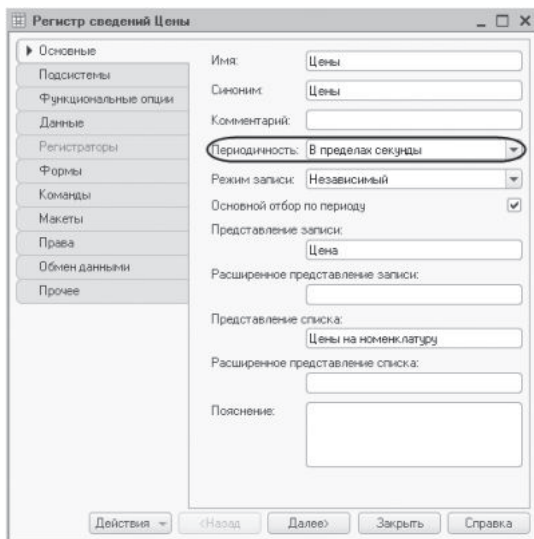 Регистр сведений Цены
Основные
Подсистемы
Функциональные опции
Данные
Регистраторы
Формы
Команды
Макеты
Права
Обмен данными
Прочее
Имя: Цены
Синоним: Цены
Комментарий:
Периодичность: В пределах секунды
Режим записи: Независимый
Основной отбор по периоду
Представление записи:
Цена
Расширенное представление записи:
Представление списка:
Цены на номенклатуру
Расширенное представление списка:
Пояснение:
Действия <Назад Далее> Закрыть Справка